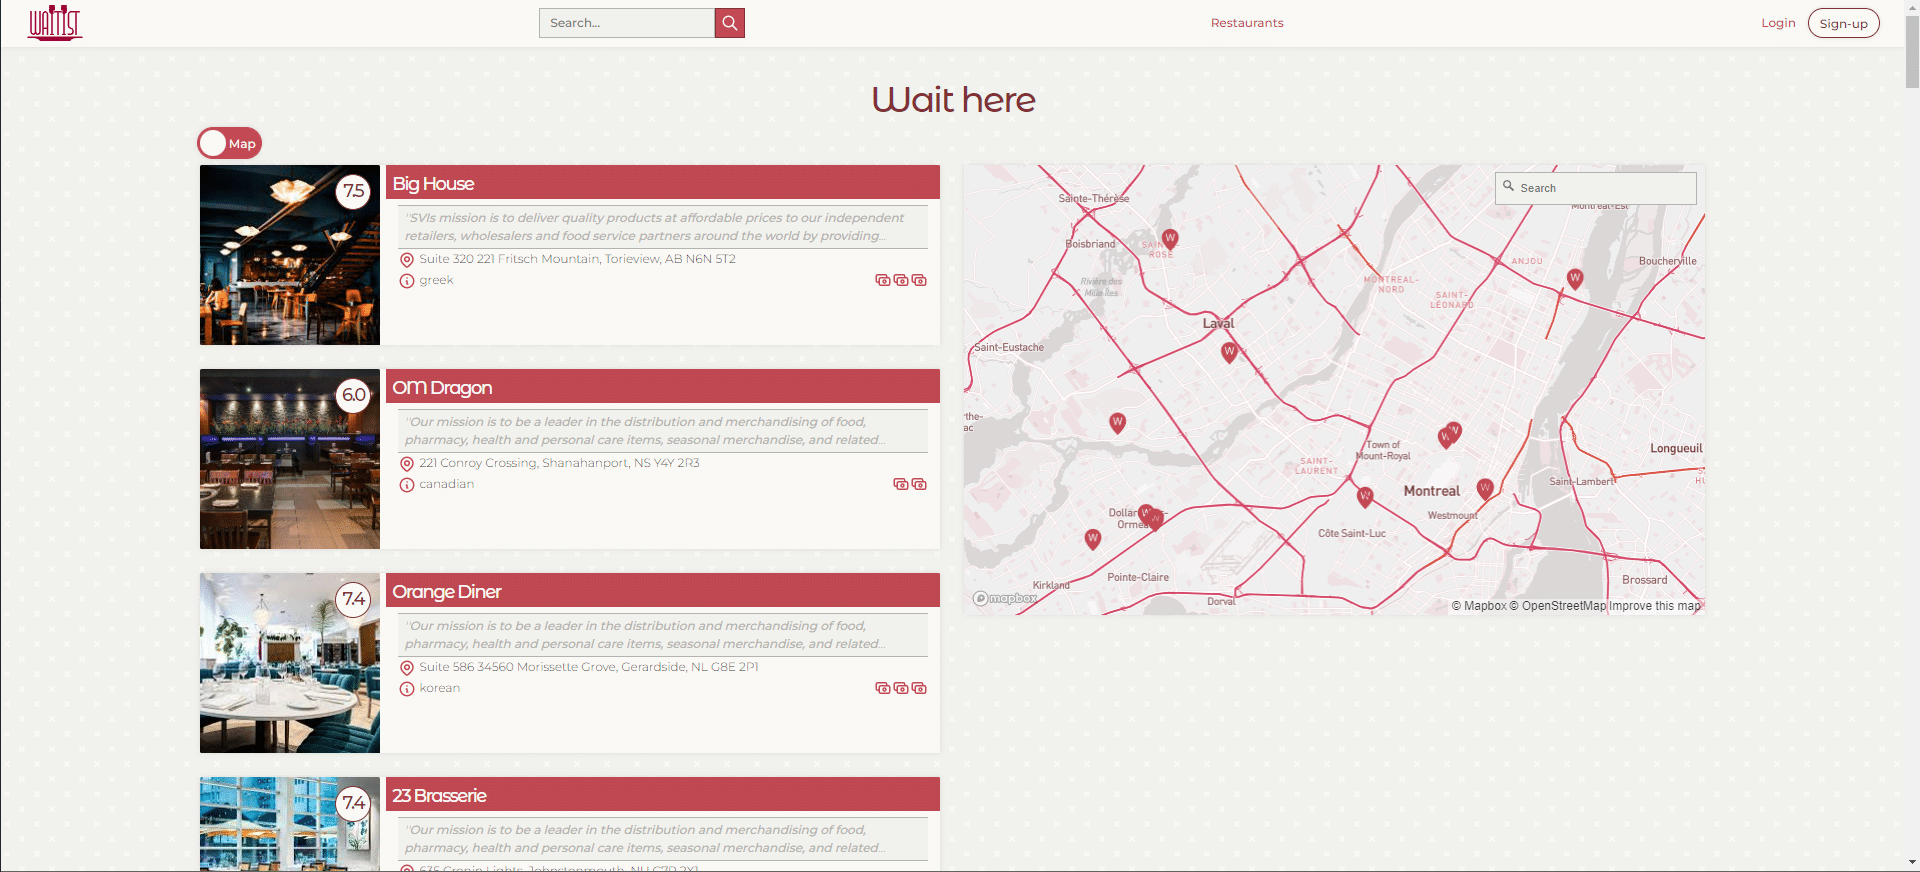 WAITIST
Search...
Restaurants
Login
Sign-up
Wait here
Map
7.5
Big House
"SVIs mission is to deliver quality products at affordable prices to our independent
retailers, wholesalers and food service partners around the world by providing...
Suite 320 221 Fritsch Mountain, Torieview, AB N6N 5T2
greek
6.0
OM Dragon
"Our mission is to be a leader in the distribution and merchandising of food,
pharmacy, health and personal care items, seasonal merchandise, and related...
221 Conroy Crossing, Shanahanport, NS Y4Y 2R3
canadian
7.4
Orange Diner
"Our mission is to be a leader in the distribution and merchandising of food,
pharmacy, health and personal care items, seasonal merchandise, and related...
Suite 586 34560 Morissette Grove, Gerardside, NL G8E 2P1
korean
7.4
23 Brasserie
"Our mission is to be a leader in the distribution and merchandising of food,
pharmacy, health and personal care items, seasonal merchandise, and related...
Search
Sainte-Thérèse
Montréal-Est
Boisbriand
ROSE
W
ANJOU
Boucherville
Rivière des
Mille Îles
MONTREAL-
NORD
W
SAINT-
LÉONARD
Laval
Saint-Eustache
W
W
W
W
Town of
Mount-Royal
Longueuil
SAINT-
LAURENT
Saint-Lambert
Montreal
W
W
Westmount
W
W
Côte Saint-Luc
W
Pointe-Claire
Kirkland
Brossard
Dorval
mapbox
© Mapbox © OpenStreetMap Improve this map